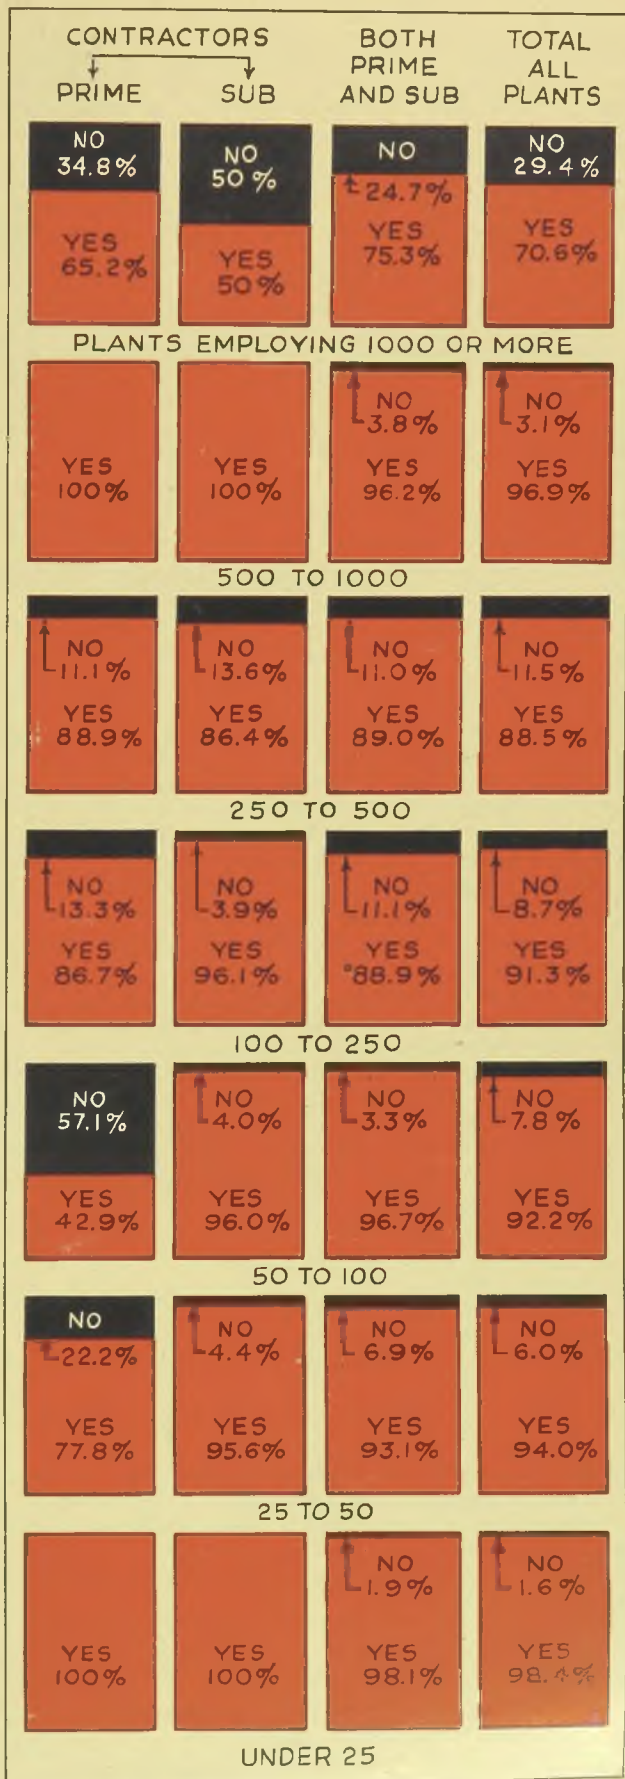 CONTRACTORS
PRIME SUB
BOTH PRIME AND SUB
TOTAL ALL PLANTS
NO 34.8%
YES 65.2%
NO 50%
YES 50%
NO 24.7%
YES 75.3%
NO 29.4%
YES 70.6%
PLANTS EMPLOYING 1000 OR MORE
YES 100%
YES 100%
NO 3.8%
YES 96.2%
NO 3.1%
YES 96.9%
500 TO 1000
NO 11.1%
YES 88.9%
NO 13.6%
YES 86.4%
NO 11.0%
YES 89.0%
NO 11.5%
YES 88.5%
250 TO 500
NO 13.3%
YES 86.7%
NO 3.9%
YES 96.1%
NO 11.1%
YES 88.9%
NO 8.7%
YES 91.3%
100 TO 250
NO 57.1%
YES 42.9%
NO 4.0%
YES 96.0%
NO 3.3%
YES 96.7%
NO 7.8%
YES 92.2%
50 TO 100
NO 22.2%
YES 77.8%
NO 4.4%
YES 95.6%
NO 6.9%
YES 93.1%
NO 6.0%
YES 94.0%
25 TO 50
YES 100%
YES 100%
NO 1.9%
YES 98.1%
NO 1.6%
YES 98.4%
UNDER 25